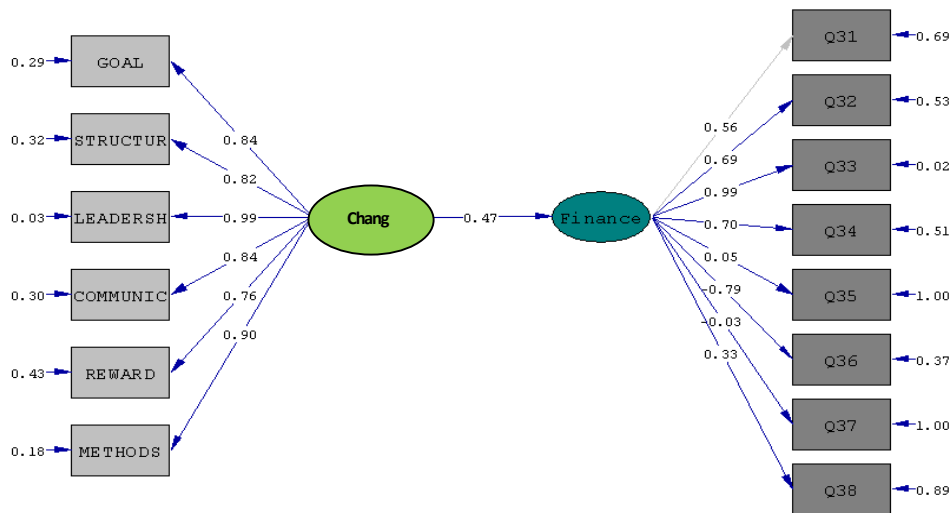 0.29 GOAL
0.32 STRUCTUR
0.03 LEADERSH
0.30 COMMUNIC
0.43 REWARD
0.18 METHODS
0.84
0.82
0.99
0.84
0.76
0.90
Chang
0.47
Finance
0.56
0.69
0.99
0.70
0.05
-0.79
-0.03
0.33
Q31 0.69
Q32 0.53
Q33 0.02
Q34 0.51
Q35 1.00
Q36 0.37
Q37 1.00
Q38 0.89